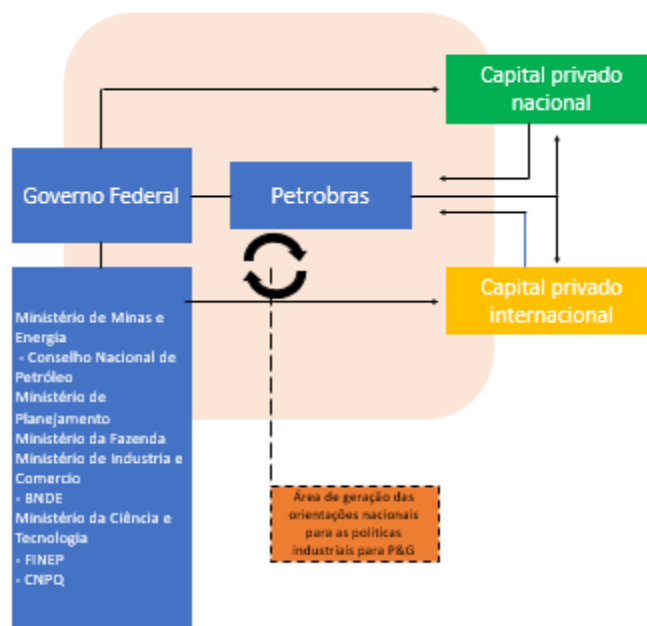 Capital privado
nacional
Governo Federal
Petrobras
Capital privado
internacional
Ministério de Minas e
Energia
- Conselho Nacional de
Petróleo
Ministério de
Planejamento
Ministério da Fazenda
Ministério de Industria e
Comercio
- BNDE
Ministério da Ciência e
Tecnologia
- FINEP
- CNPQ
Área de geração das
orientações nacionais
para as políticas
industriais para P&G